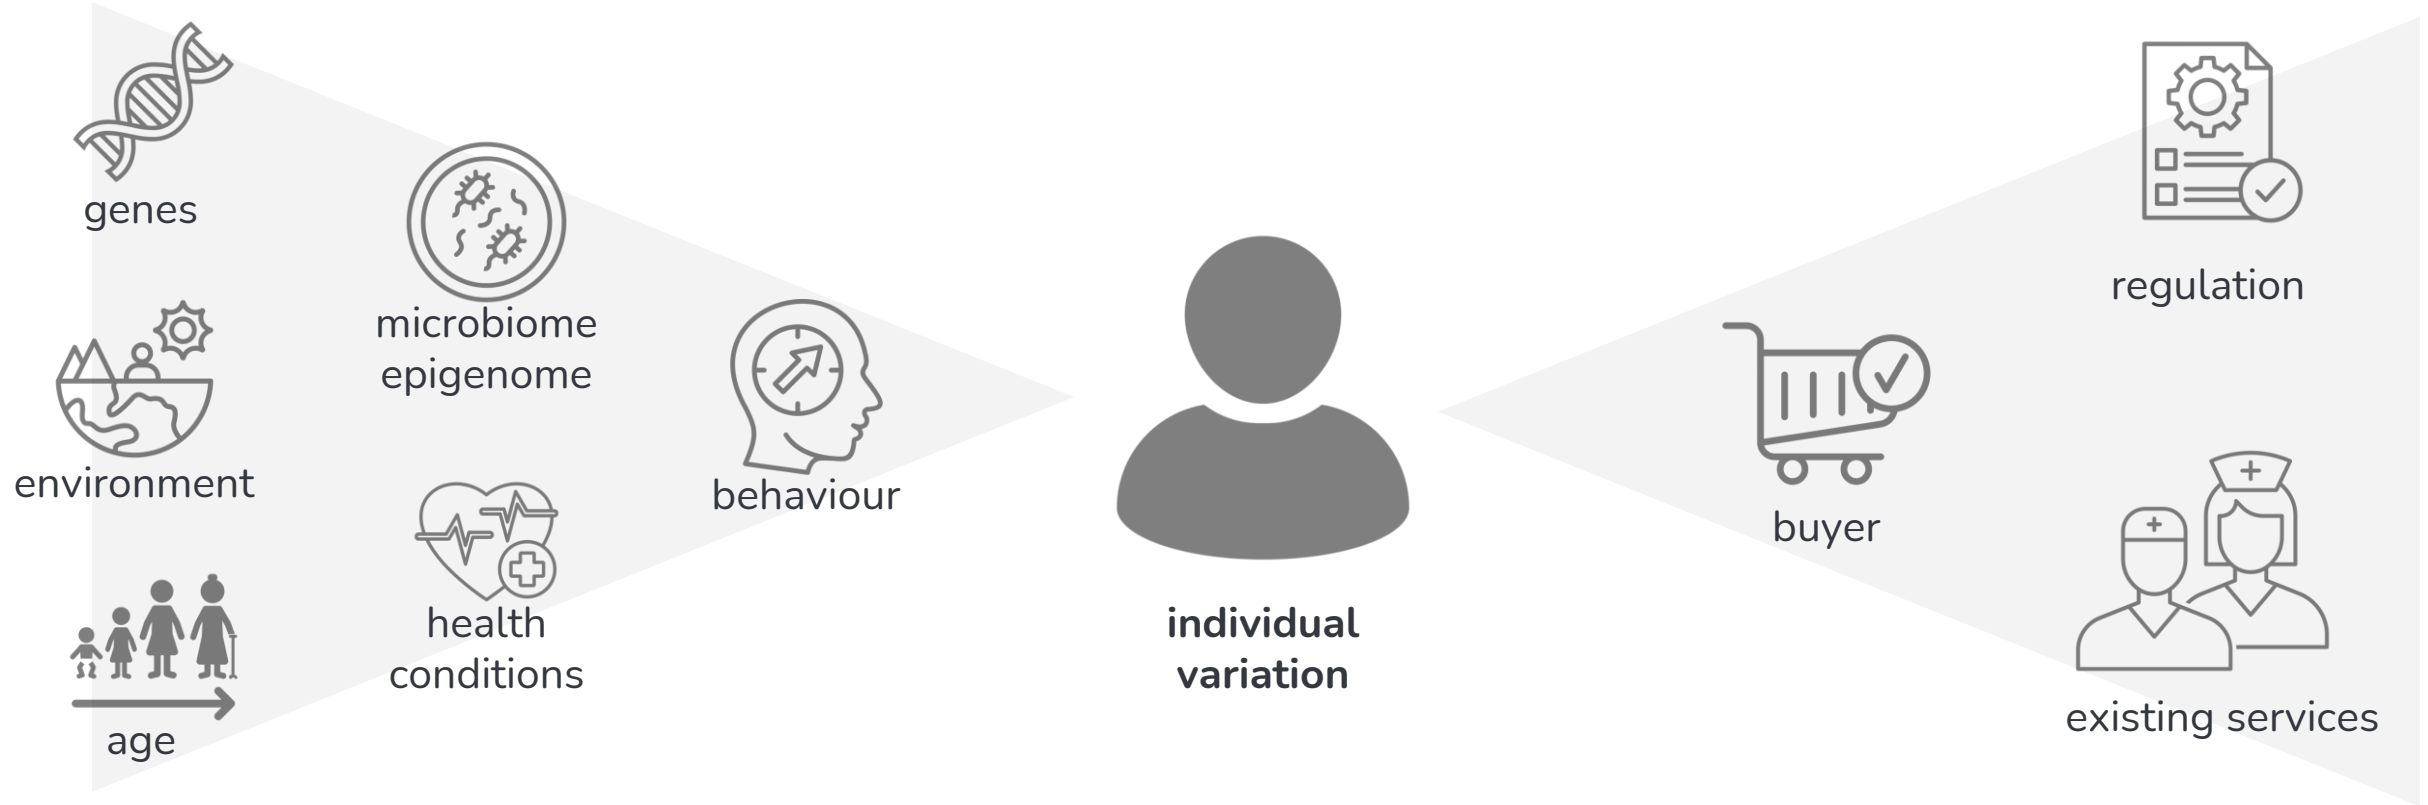 genes
environment
age
microbiome
epigenome
health
conditions
behaviour
individual
variation
buyer
regulation
existing services